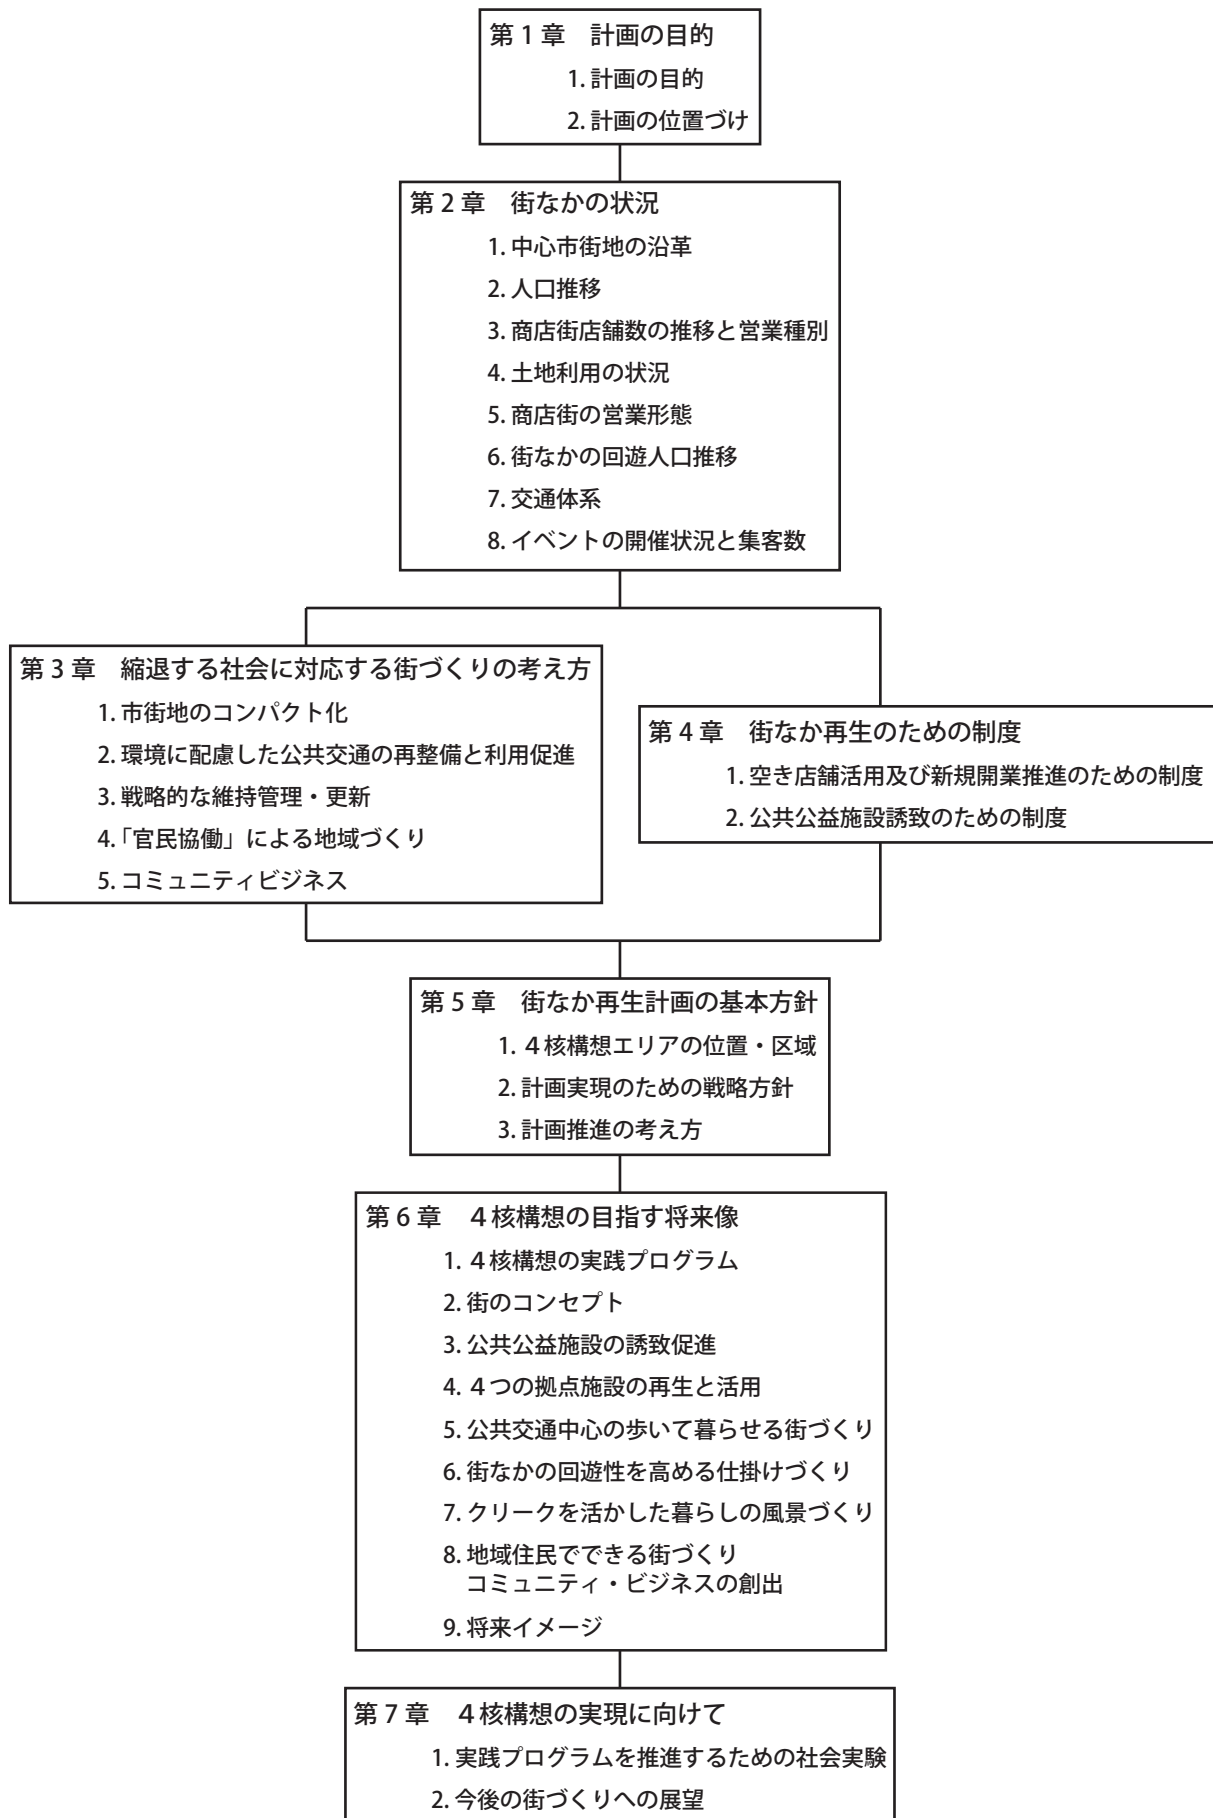 第 1 章　計画の目的
1. 計画の目的
2. 計画の位置づけ
第 2 章　街なかの状況
1. 中心市街地の沿革
2. 人口推移
3. 商店街店舗数の推移と営業種別
4. 土地利用の状況
5. 商店街の営業形態
6. 街なかの回遊人口推移
7. 交通体系
8. イベントの開催状況と集客数
第 3 章　縮退する社会に対応する街づくりの考え方
1. 市街地のコンパクト化
2. 環境に配慮した公共交通の再整備と利用促進
3. 戦略的な維持管理・更新
4.「官民協働」による地域づくり
5. コミュニティビジネス
第 4 章　街なか再生のための制度
1. 空き店舗活用及び新規開業推進のための制度
2. 公共公益施設誘致のための制度
第 5 章　街なか再生計画の基本方針
1. ４核構想エリアの位置・区域
2. 計画実現のための戦略方針
3. 計画推進の考え方
第 6 章　４核構想の目指す将来像
1. ４核構想の実践プログラム
2. 街のコンセプト
3. 公共公益施設の誘致促進
4. ４つの拠点施設の再生と活用
5. 公共交通中心の歩いて暮らせる街づくり
6. 街なかの回遊性を高める仕掛けづくり
7. クリークを活かした暮らしの風景づくり
8. 地域住民でできる街づくり
コミュニティ・ビジネスの創出
9. 将来イメージ
第 7 章　４核構想の実現に向けて
1. 実践プログラムを推進するための社会実験
2. 今後の街づくりへの展望